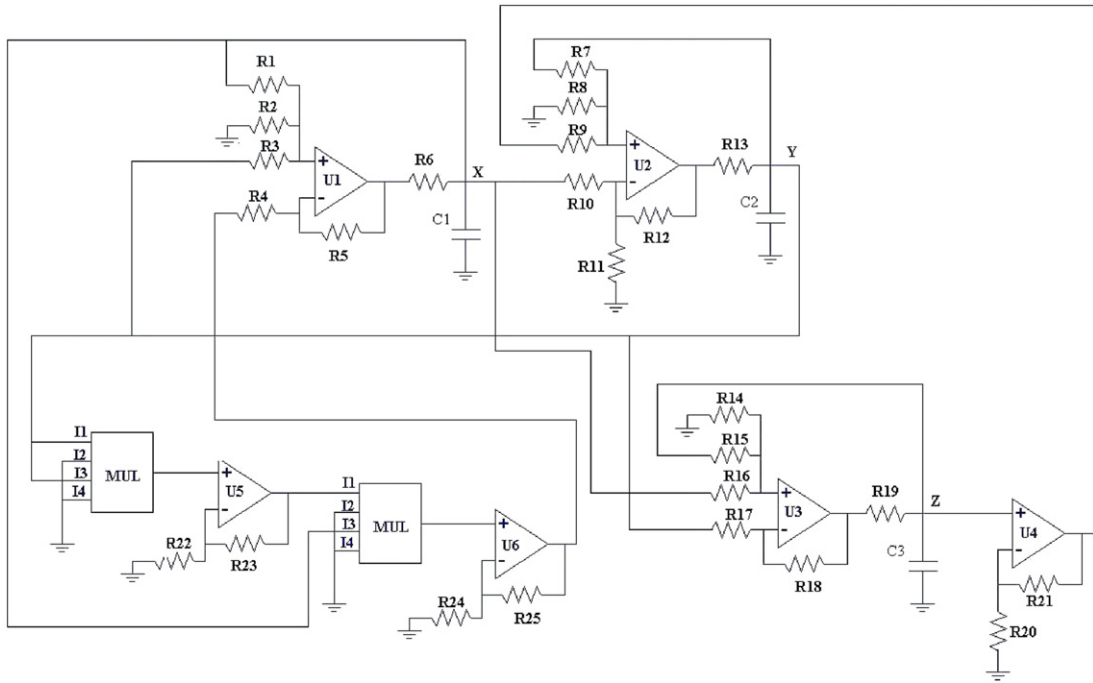 R1
R2
R3
R4
U1
R5
R6
X
C1
R7
R8
R9
R10
U2
R11
R12
R13
Y
C2
I1
I2
I3
I4
MUL
U5
R22
R23
I1
I2
I3
I4
MUL
U6
R24
R25
R14
R15
R16
R17
U3
R18
R19
Z
C3
U4
R21
R20
+
-
+
-
+
-
+
-
+
-
+
-